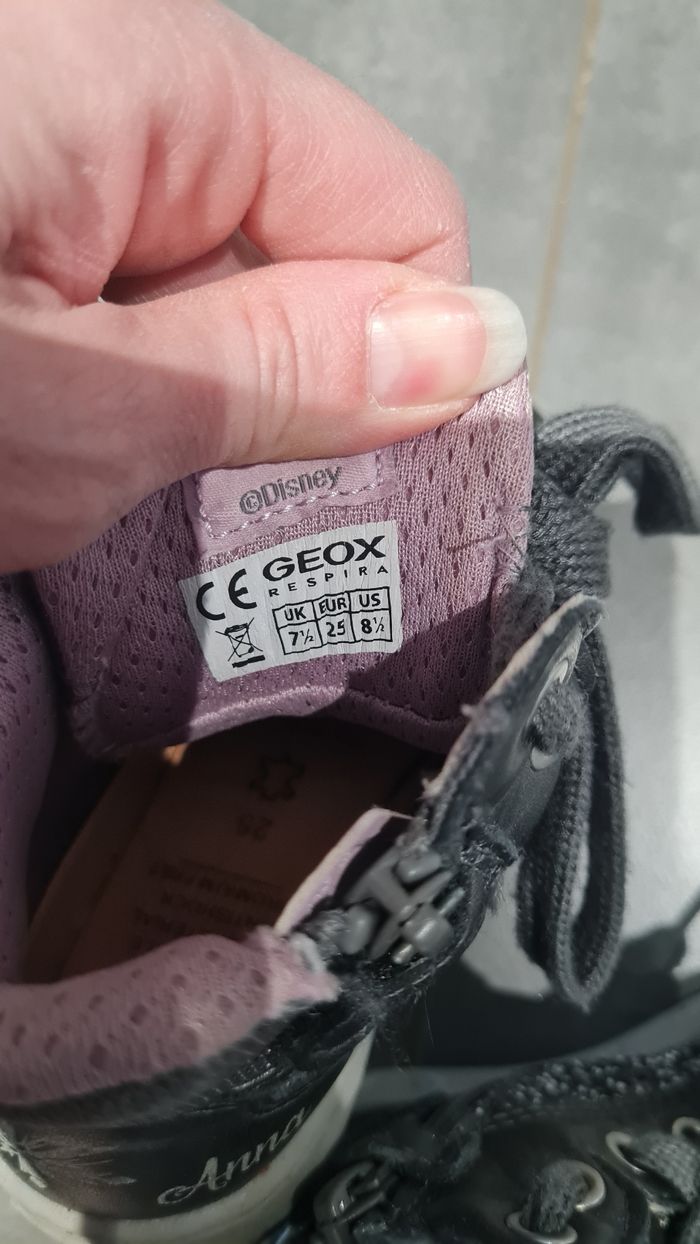 ©Disney
CE GEOX
RESPIRA
UK EUR US
7½ 25 8½
25
Anna